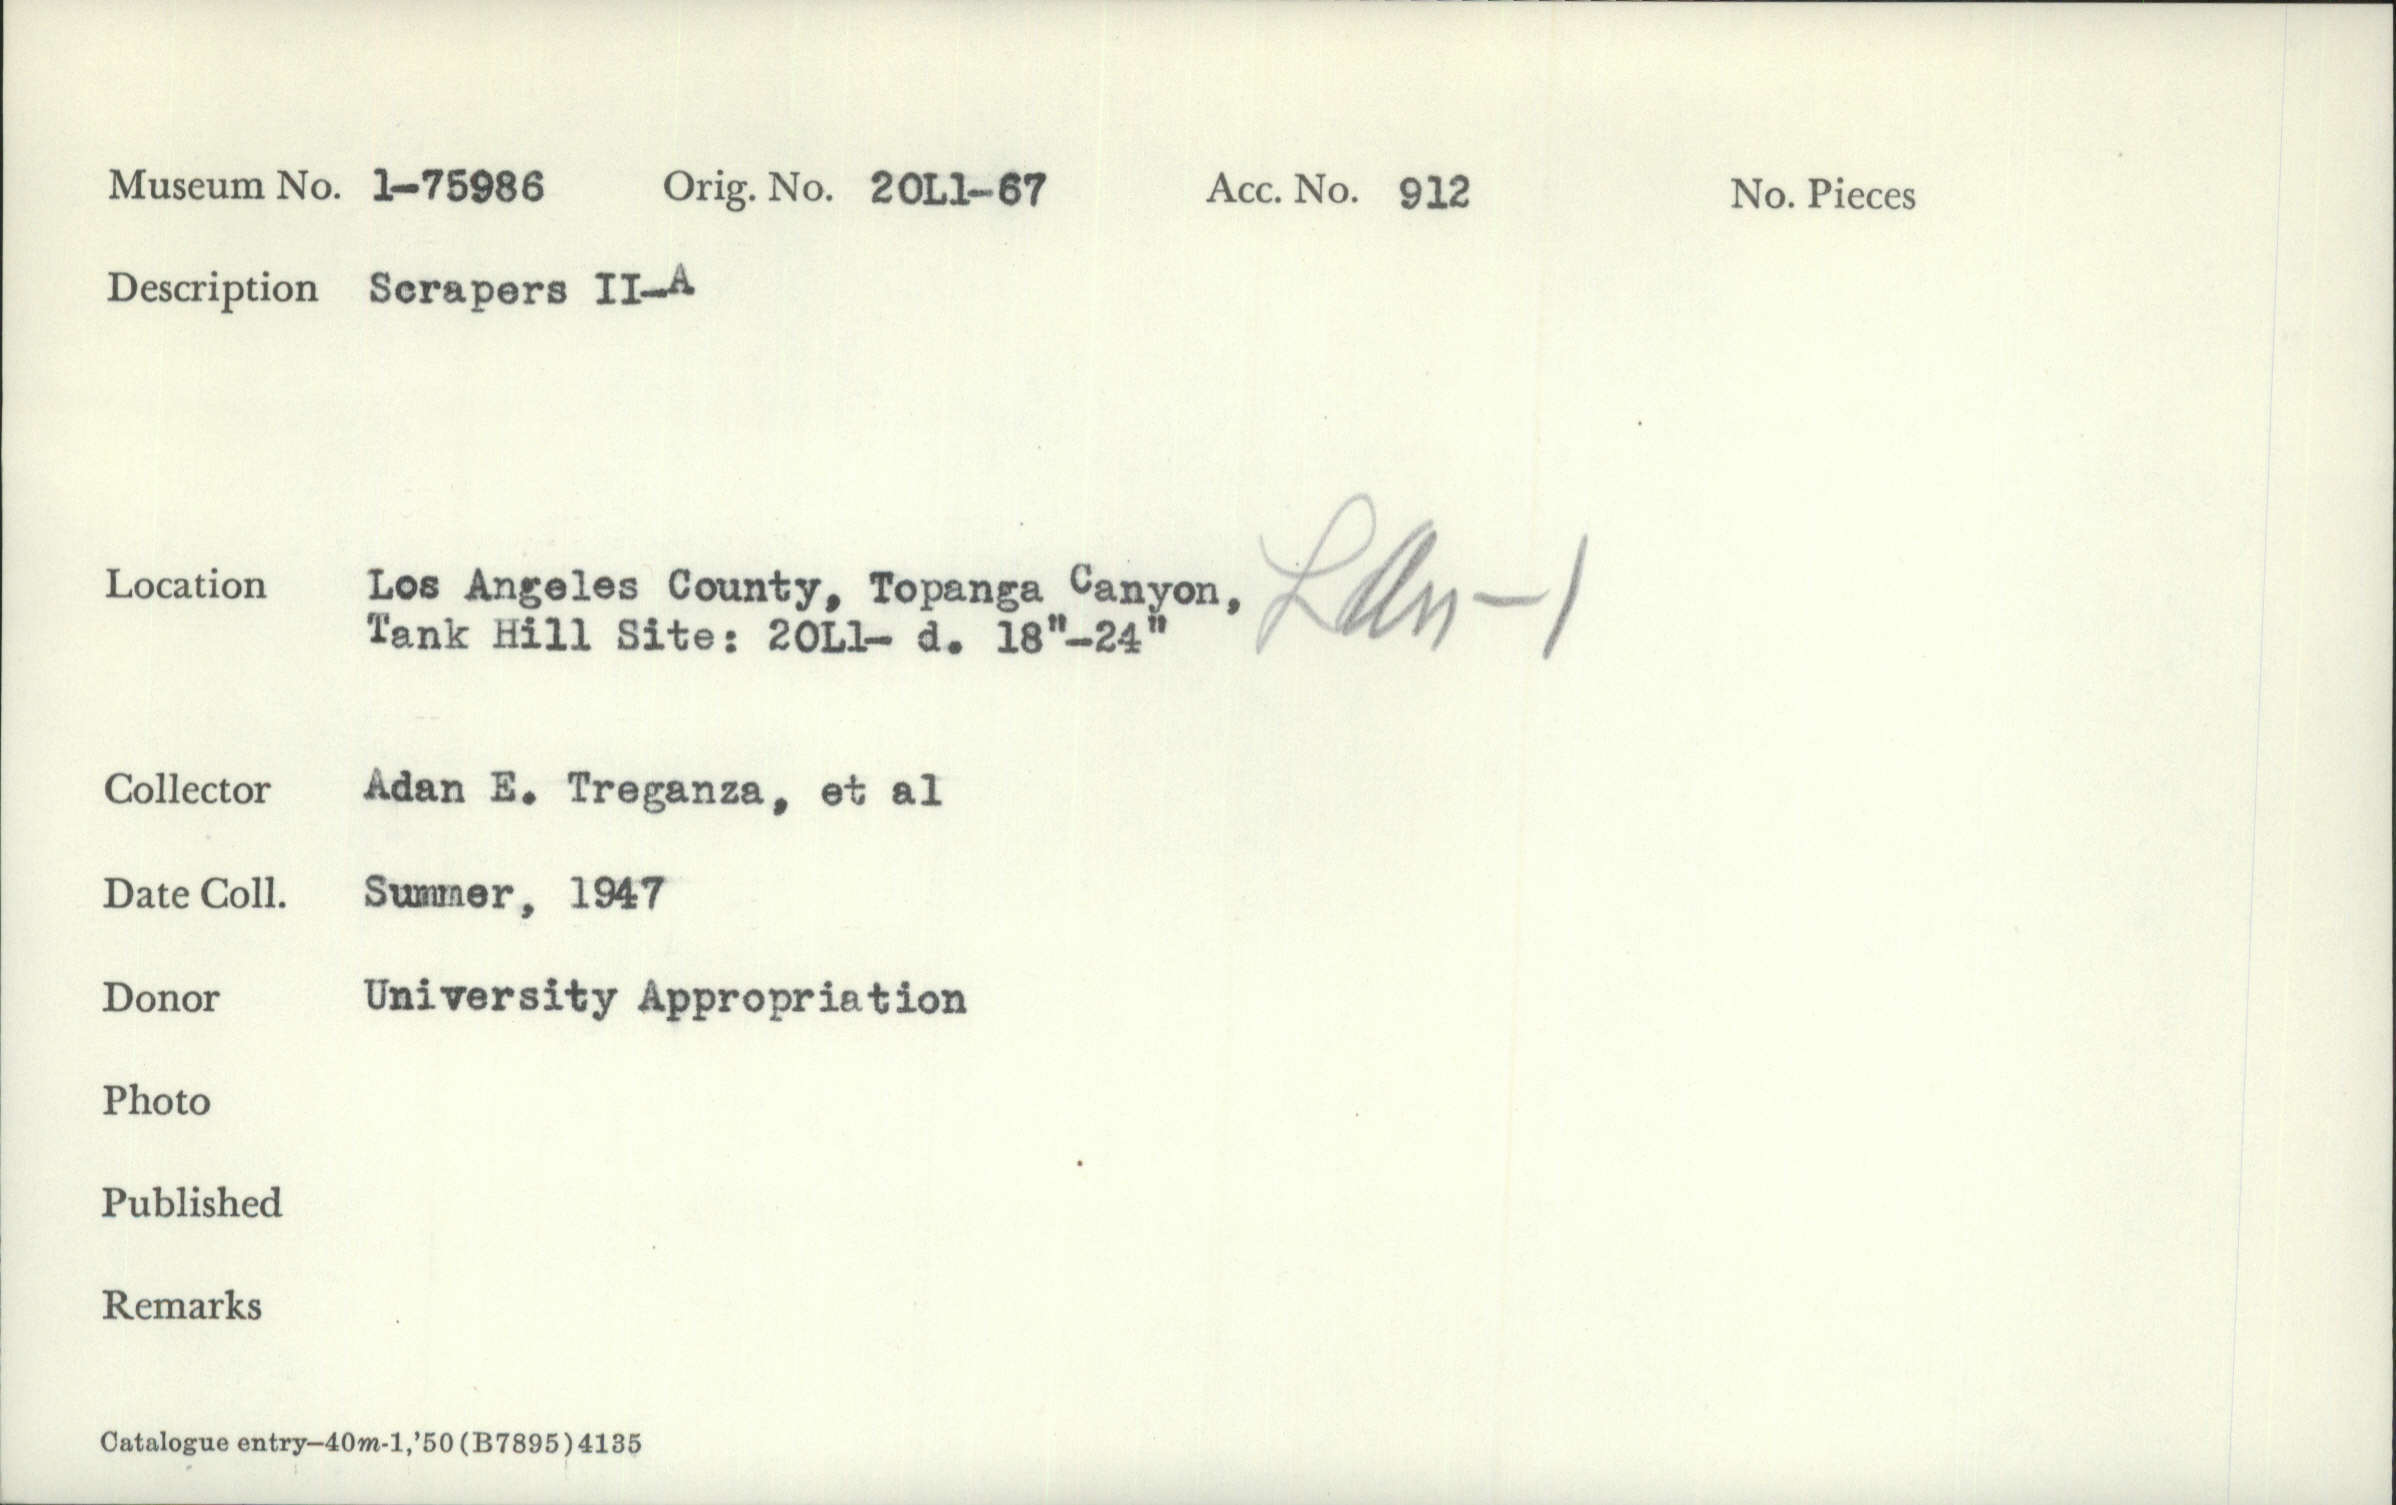 Museum No. 1-75986 Orig. No. 20L1-67 Acc. No. 912 No. Pieces
Description Scrapers II-A
Location Los Angeles County, Topanga Canyon, LAn-1
Tank Hill Site: 20L1- d. 18"-24"
Collector Adan E. Treganza, et al
Date Coll. Summer, 1947
Donor University Appropriation
Photo
Published
Remarks
Catalogue entry—40m-1,'50(B7895)4135